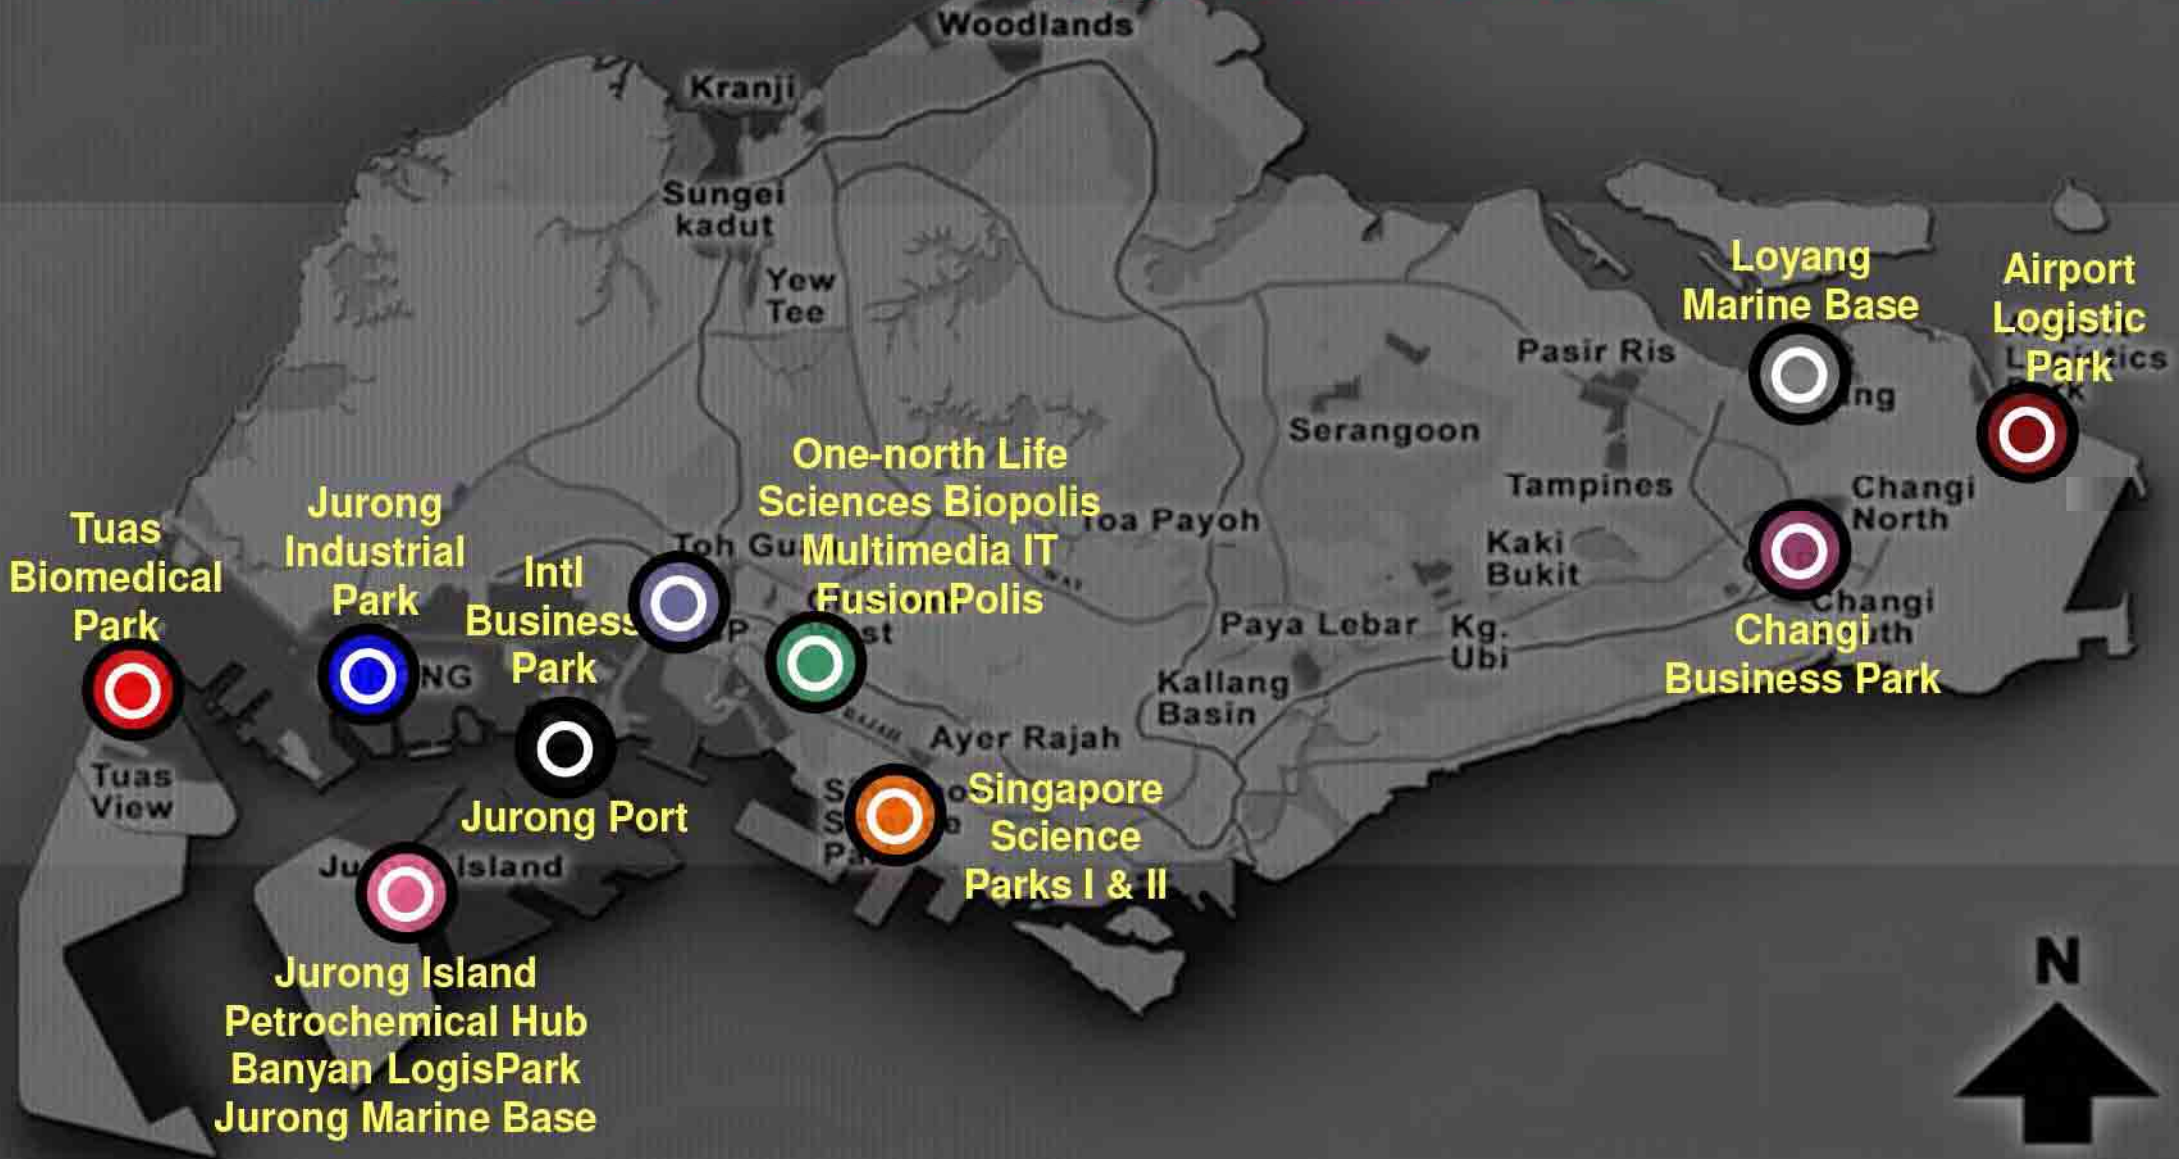 Woodlands
Kranji
Sungei
kadut
Yew
Tee
Loyang
Marine Base
Airport
Logistic
Park
Pasir Ris
Serangoon
Tampines
Changi
North
Kaki
Bukit
Toa Payoh
One-north Life
Sciences Biopolis
Multimedia IT
FusionPolis
Toh
Jurong
Industrial
Park
Intl
Business
Park
Tuas
Biomedical
Park
Paya Lebar
Kg.
Ubi
Changi
Changi
Business Park
Kallang
Basin
Ayer Rajah
Tuas
View
Jurong Port
Singapore
Science
Parks I & II
Island
Jurong Island
Petrochemical Hub
Banyan LogisPark
Jurong Marine Base
N